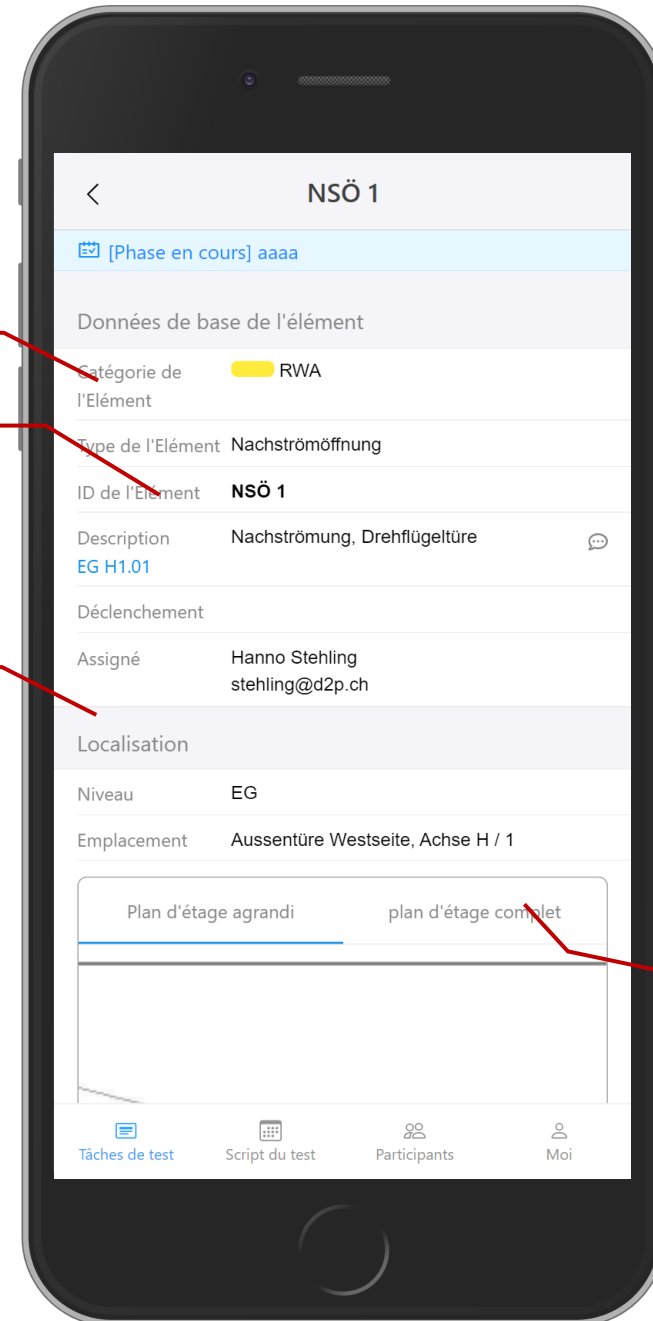 NSÖ 1
[Phase en cours] aaaa
Données de base de l'élément
Catégorie de l'Elément RWA
Type de l'Elément Nachströmöffnung
ID de l'Elément NSÖ 1
Description Nachströmung, Drehflügeltüre
EG H1.01
Déclenchement
Assigné Hanno Stehling
stehling@d2p.ch
Localisation
Niveau EG
Emplacement Aussentüre Westseite, Achse H / 1
Plan d'étage agrandi plan d'étage complet
Tâches de test Script du test Participants Moi